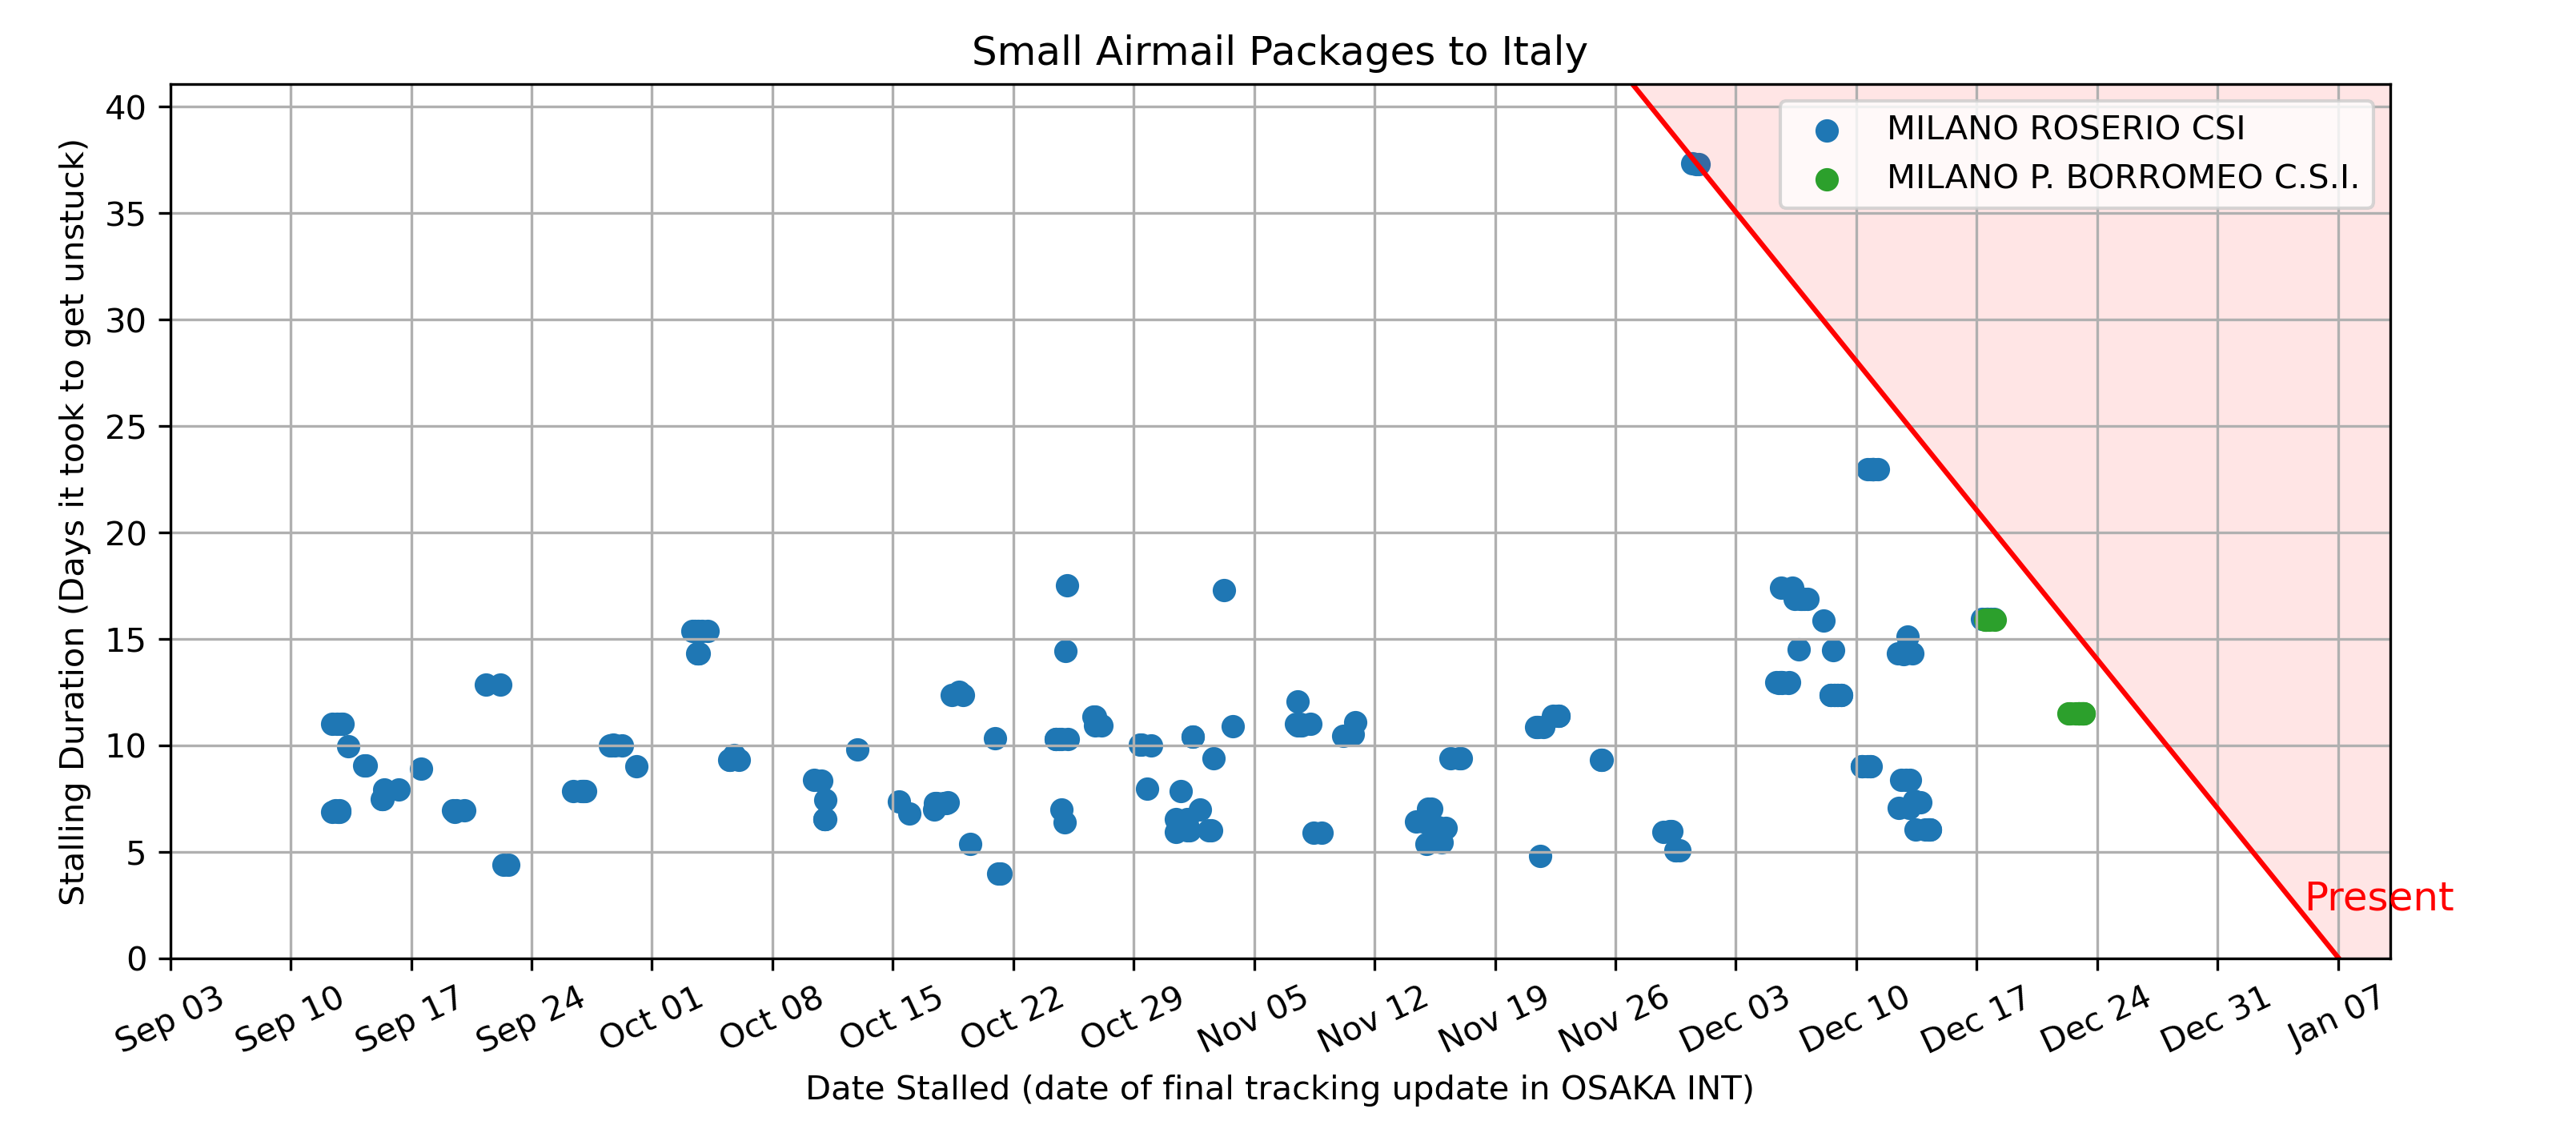 Small Airmail Packages to Italy
MILANO ROSERIO CSI
MILANO P. BORROMEO C.S.I.
Stalling Duration (Days it took to get unstuck)
40
35
30
25
20
15
10
5
0
Present
Sep 03
Sep 10
Sep 17
Sep 24
Oct 01
Oct 08
Oct 15
Oct 22
Oct 29
Nov 05
Nov 12
Nov 19
Nov 26
Dec 03
Dec 10
Dec 17
Dec 24
Dec 31
Jan 07
Date Stalled (date of final tracking update in OSAKA INT)